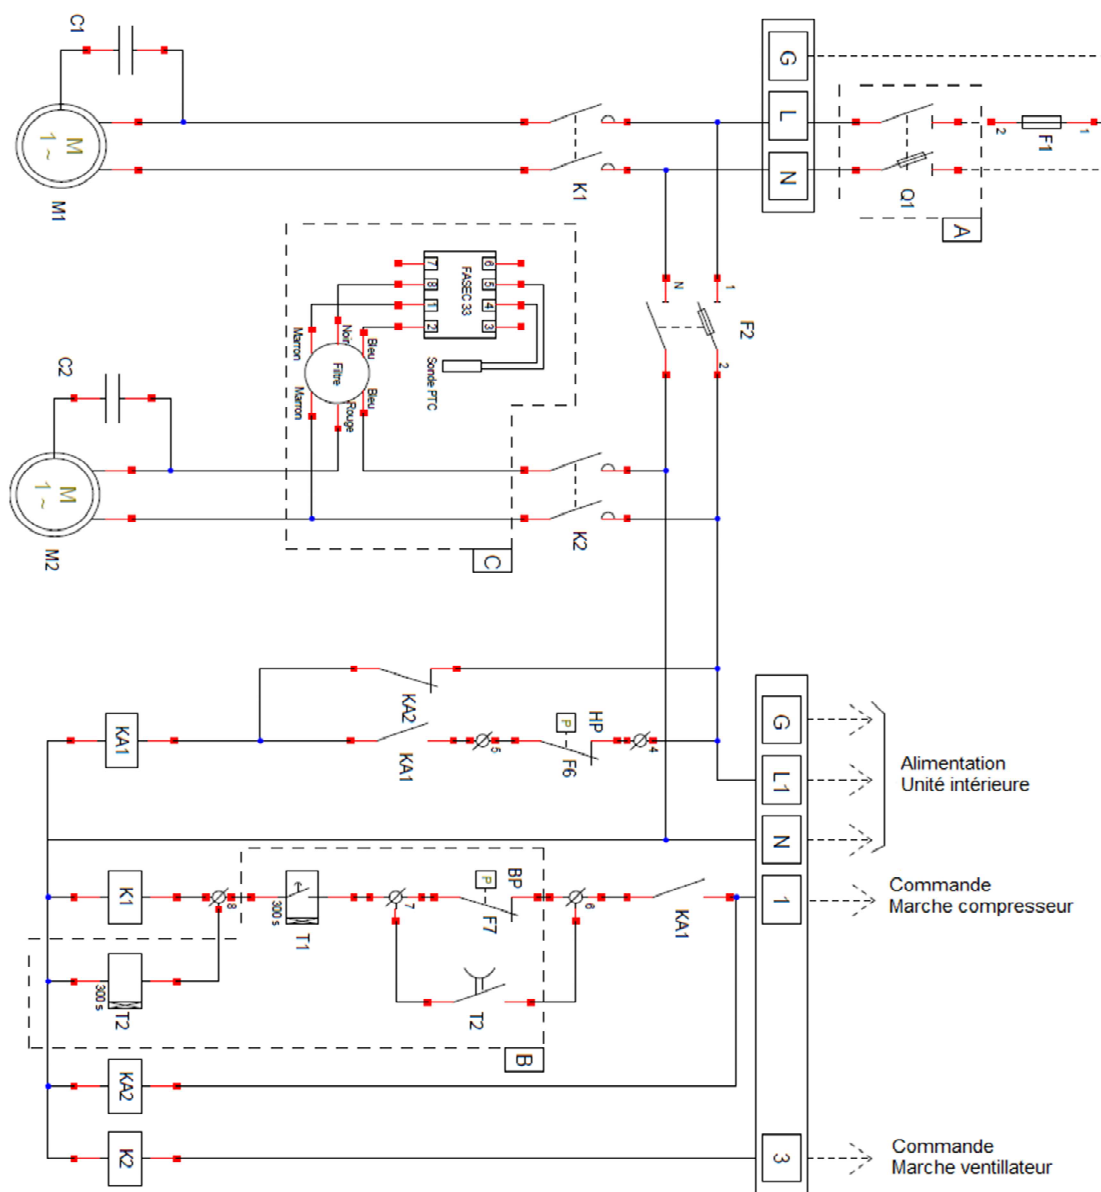 C1
M
1 ~
M1
K1
G
L
N
Q1
A
2
F1
1
FASEC 33
7
8
1
2
6
5
4
3
Sonde PTC
Marron
Noir
Bleu
Filtre
Marron
Rouge
Bleu
C
N
1
F2
2
C2
M
1 ~
M2
K2
KA2
KA1
KA1
5
P
HP
F6
4
G
L1
N
1
3
Alimentation
Unité intérieure
Commande
Marche compresseur
K1
8
300 s
T1
7
P
BP
F7
6
KA1
300 s
T2
T2
B
KA2
K2
Commande
Marche ventillateur